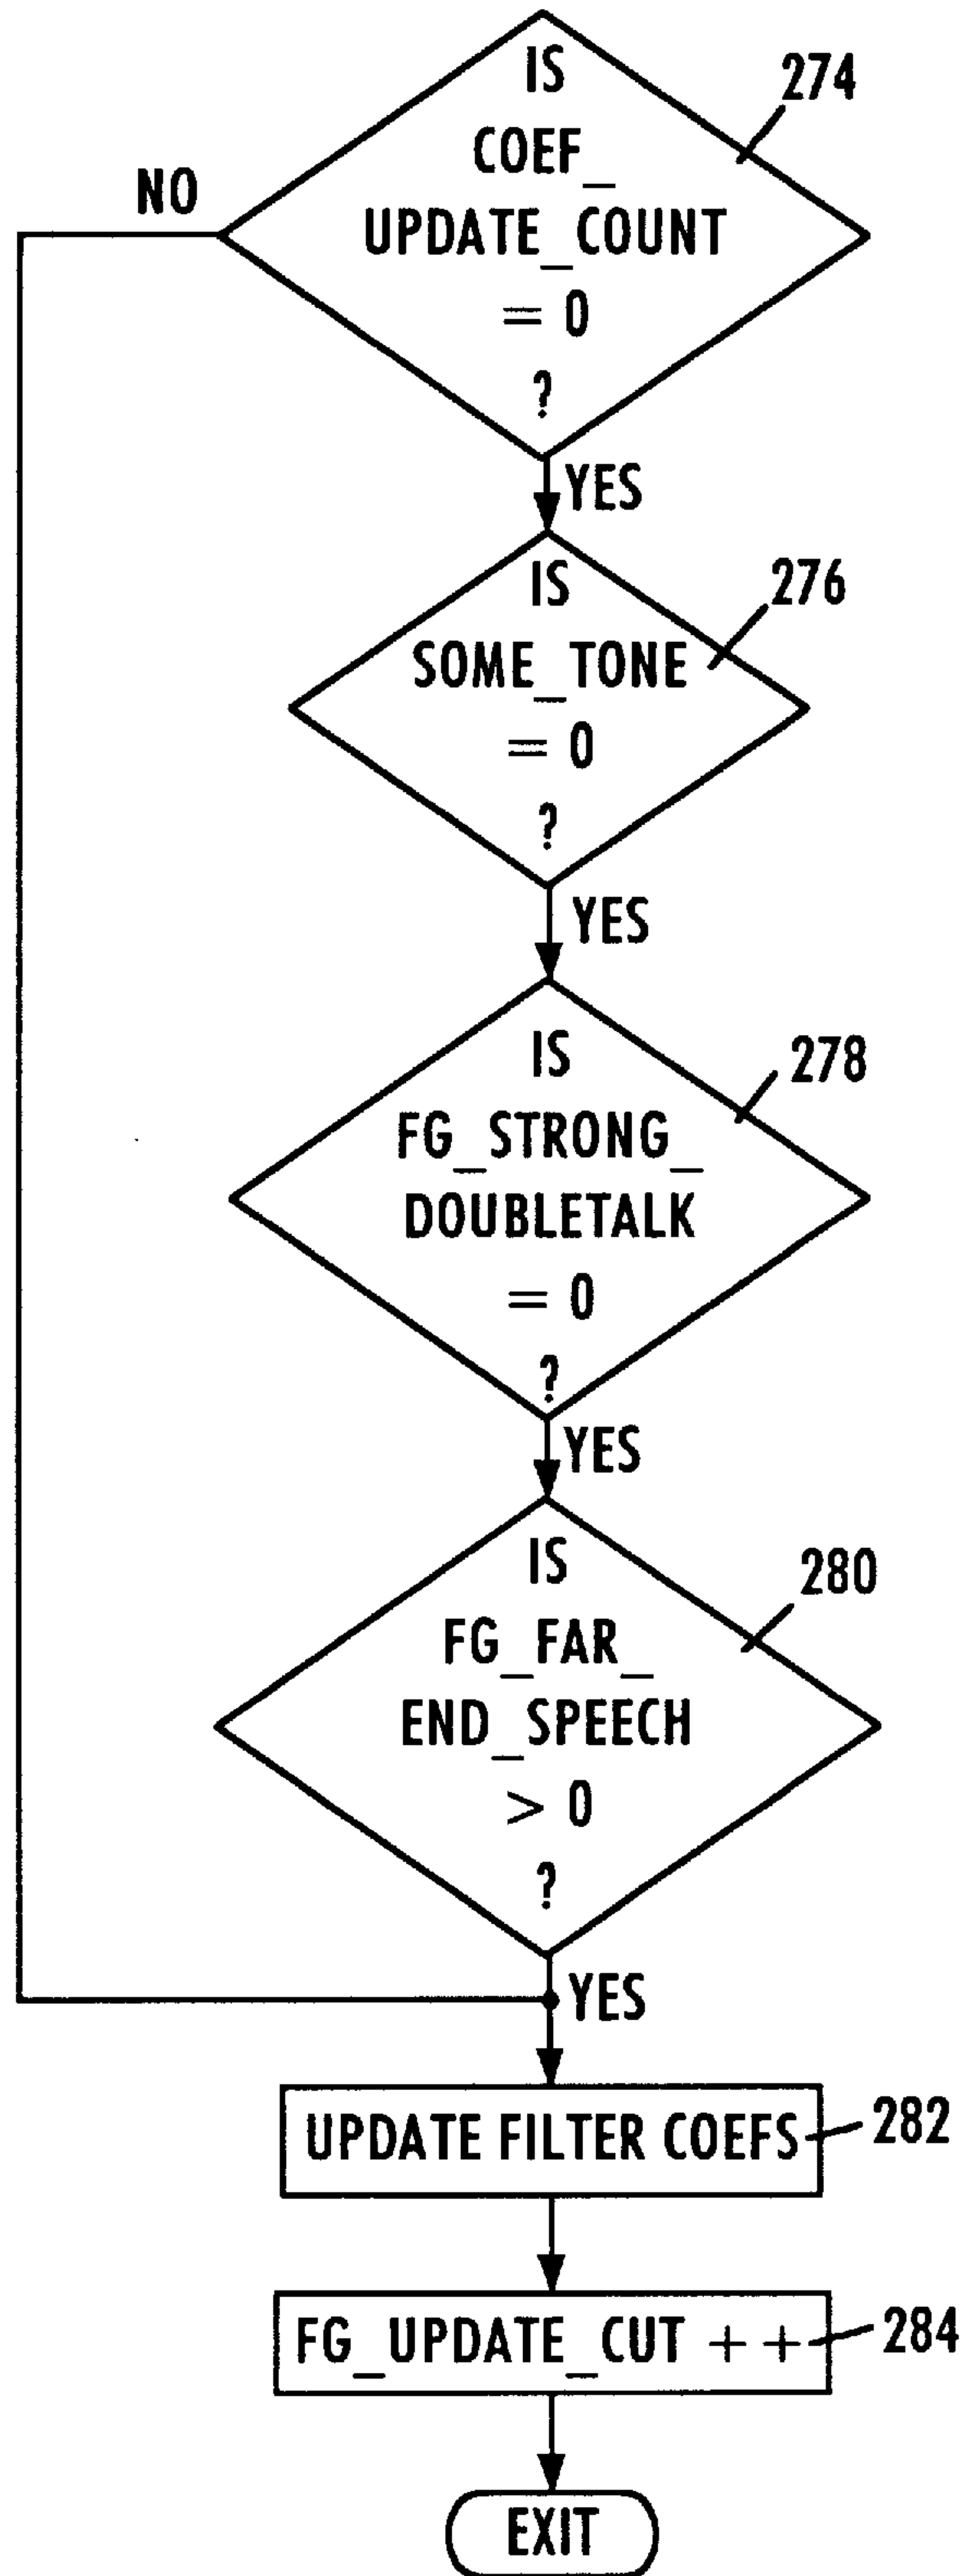 IS
COEF_
UPDATE_COUNT
= 0
?
274
NO
YES
IS
SOME_TONE
= 0
?
276
YES
IS
FG_STRONG_
DOUBLETALK
= 0
?
278
YES
IS
FG_FAR_
END_SPEECH
> 0
?
280
YES
UPDATE FILTER COEFS
282
FG_UPDATE_CUT ++
284
EXIT